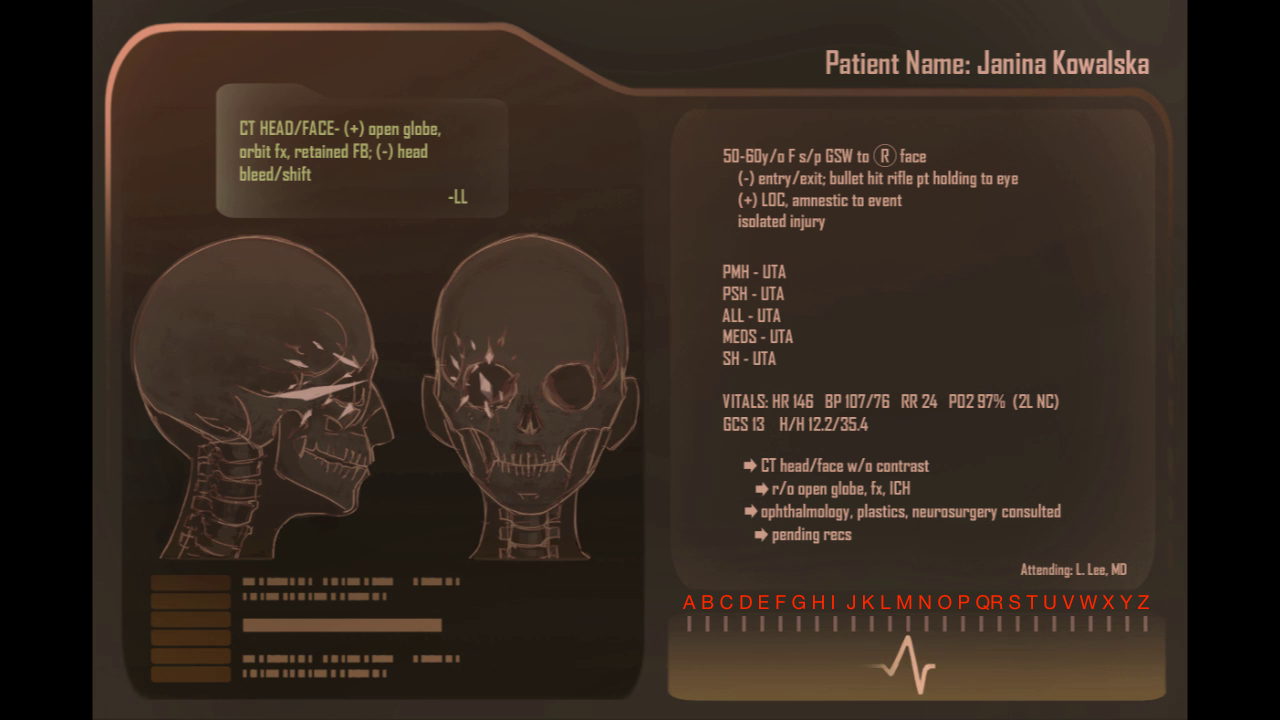 Patient Name: Janina Kowalska
CT HEAD/FACE- (+) open globe,
orbit fx, retained FB; (-) head
bleed/shift
-LL
50-60y/o F s/p GSW to R face
(-) entry/exit; bullet hit rifle pt holding to eye
(+) LOC, amnestic to event
isolated injury
PMH - UTA
PSH - UTA
ALL - UTA
MEDS - UTA
SH - UTA
VITALS: HR 146 BP 107/76 RR 24 PO2 97% (2L NC)
GCS 13 H/H 12.2/35.4
➡ CT head/face w/o contrast
➡ r/o open globe, fx, ICH
➡ ophthalmology, plastics, neurosurgery consulted
➡ pending recs
Attending: L. Lee, MD
A B C D E F G H I J K L M N O P Q R S T U V W X Y Z